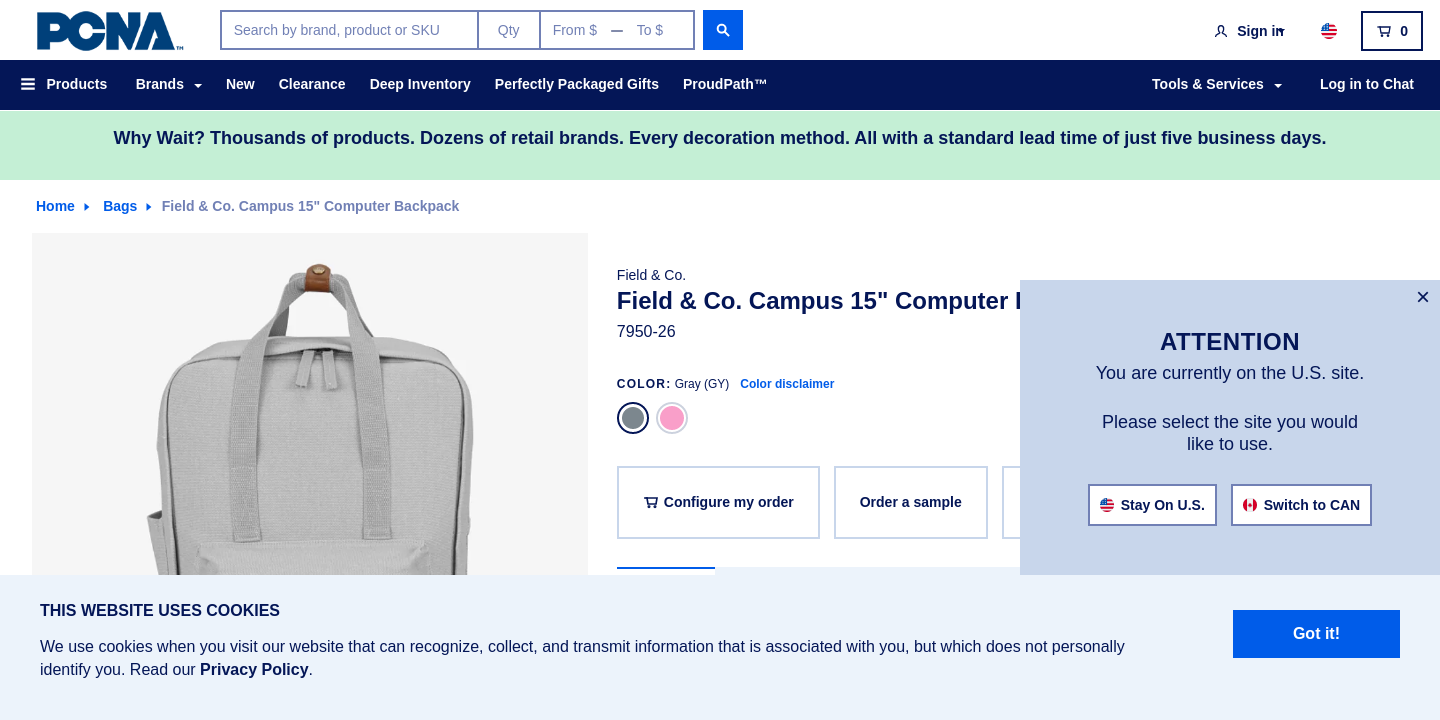 PCNA™
Search by brand, product or SKU
Qty
From $ — To $
Sign in
0
Products
Brands
New
Clearance
Deep Inventory
Perfectly Packaged Gifts
ProudPath™
Tools & Services
Log in to Chat
Why Wait? Thousands of products. Dozens of retail brands. Every decoration method. All with a standard lead time of just five business days.
Home
Bags
Field & Co. Campus 15" Computer Backpack
Field & Co.
Field & Co. Campus 15" Computer
7950-26
COLOR: Gray (GY) Color disclaimer
Configure my order
Order a sample
×
ATTENTION
You are currently on the U.S. site.
Please select the site you would
like to use.
Stay On U.S.
Switch to CAN
THIS WEBSITE USES COOKIES
We use cookies when you visit our website that can recognize, collect, and transmit information that is associated with you, but which does not personally
identify you. Read our Privacy Policy.
Got it!